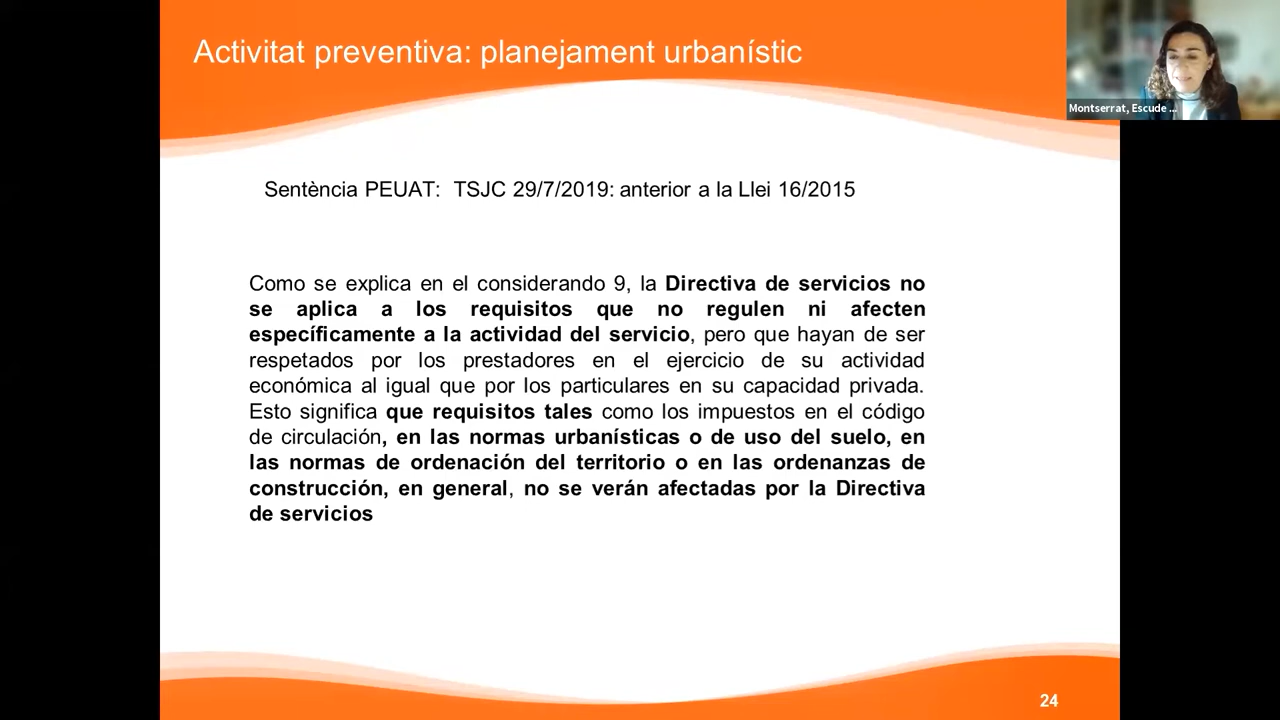 Activitat preventiva: planejament urbanístic
Montserrat, Escude ...
Sentència PEUAT: TSJC 29/7/2019: anterior a la Llei 16/2015
Como se explica en el considerando 9, la Directiva de servicios no
se aplica a los requisitos que no regulen ni afecten
específicamente a la actividad del servicio, pero que hayan de ser
respetados por los prestadores en el ejercicio de su actividad
económica al igual que por los particulares en su capacidad privada.
Esto significa que requisitos tales como los impuestos en el código
de circulación, en las normas urbanísticas o de uso del suelo, en
las normas de ordenación del territorio o en las ordenanzas de
construcción, en general, no se verán afectadas por la Directiva
de servicios
24